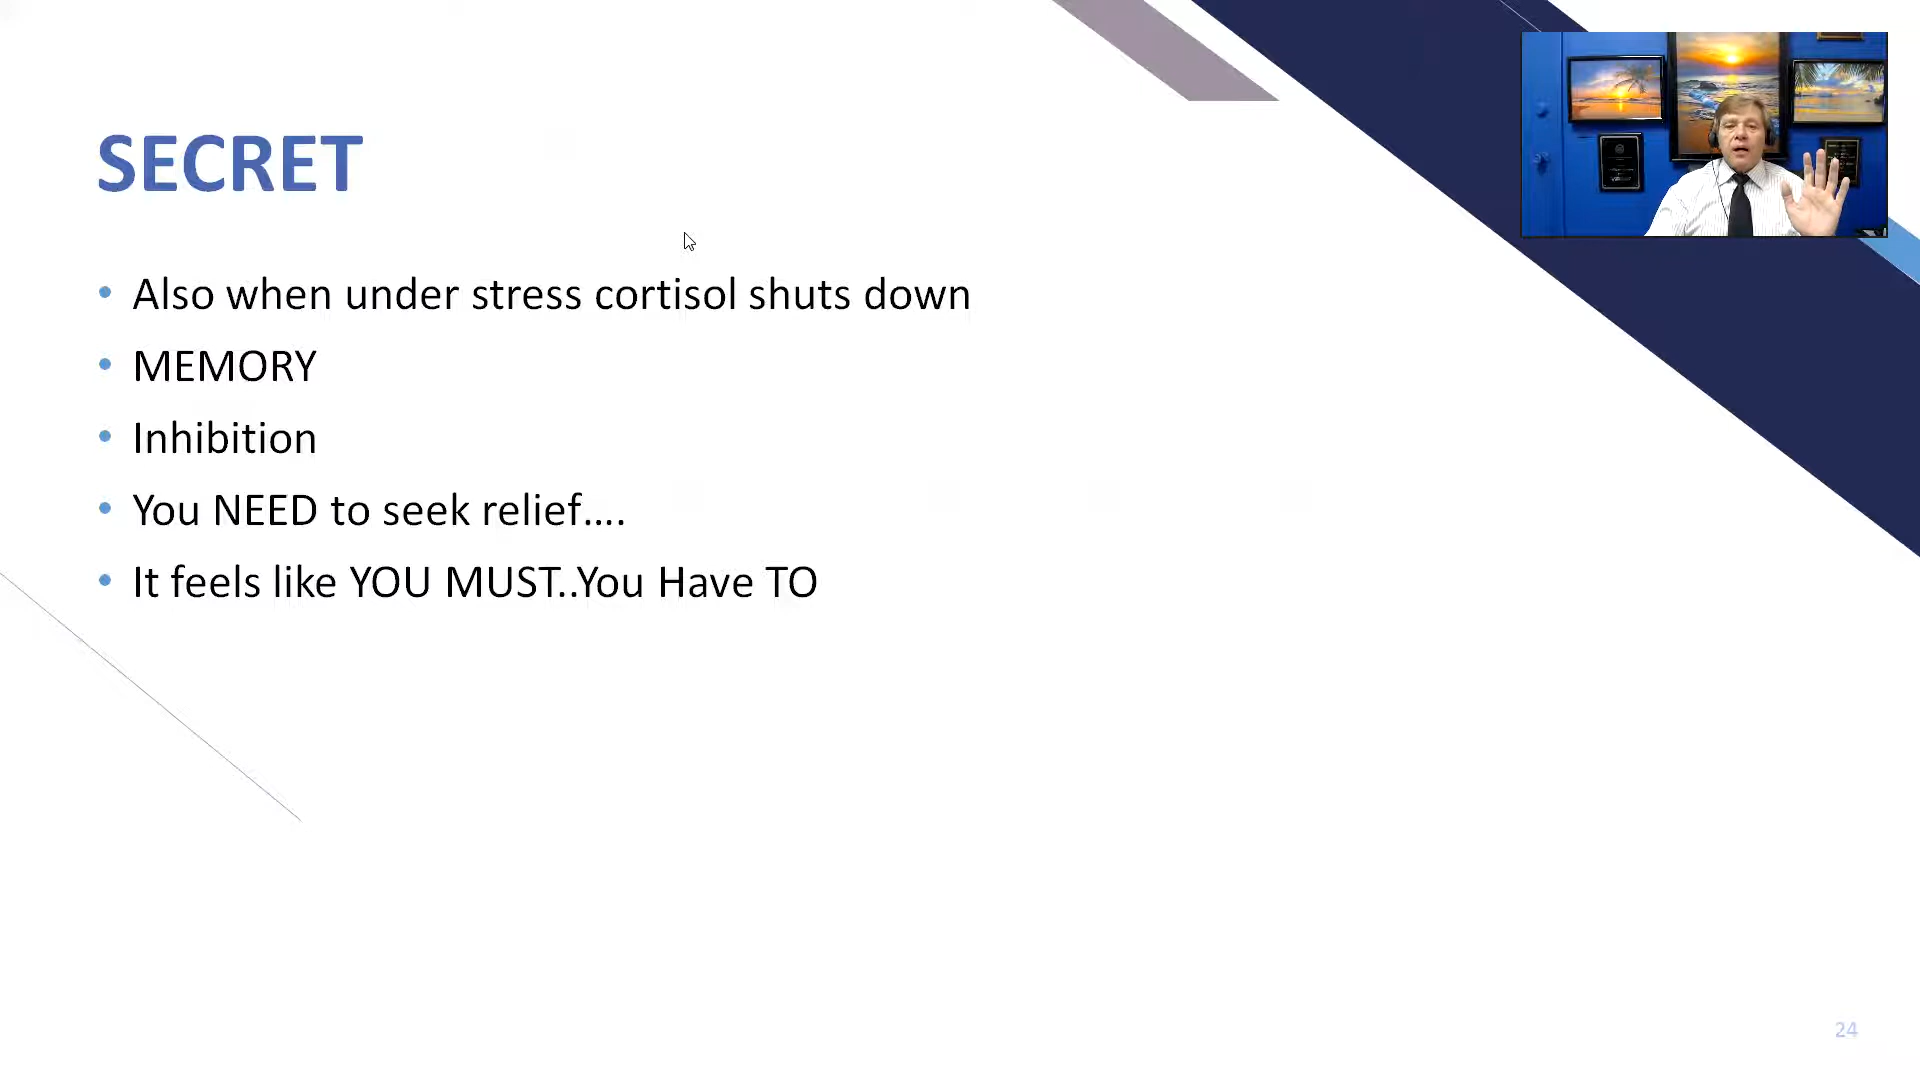 SECRET
• Also when under stress cortisol shuts down
• MEMORY
• Inhibition
• You NEED to seek relief....
• It feels like YOU MUST..You Have TO
24